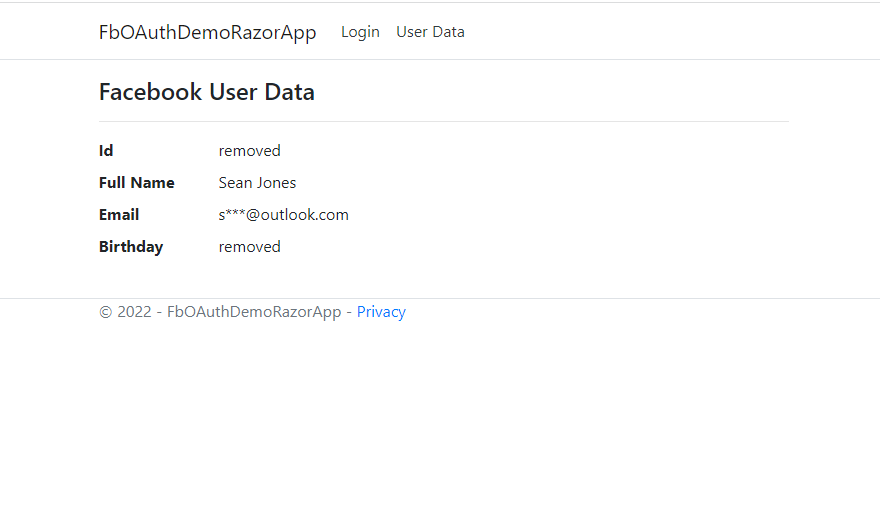 FbOAuthDemoRazorApp Login User Data
Facebook User Data
Id removed
Full Name Sean Jones
Email s***@outlook.com
Birthday removed
© 2022 - FbOAuthDemoRazorApp - Privacy